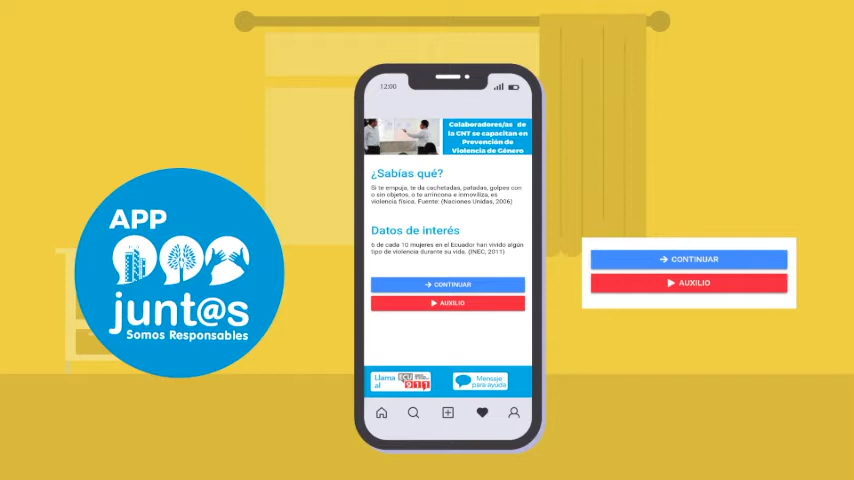 APP
junt@s
Somos Responsables
12:00
Colaboradores/as de
la CNT se capacitan en
Prevención de
Violencia de Género
¿Sabías qué?
Si te empuja, te da cachetadas, patadas, golpes con
o sin objetos, o te arrincona e inmoviliza, es
violencia física. Fuente: (Naciones Unidas, 2006)
Datos de interés
6 de cada 10 mujeres en el Ecuador han vivido algún
tipo de violencia durante su vida. (INEC, 2011)
CONTINUAR
AUXILIO
Llama
al
ECU
911
Mensaje
para ayuda
CONTINUAR
AUXILIO